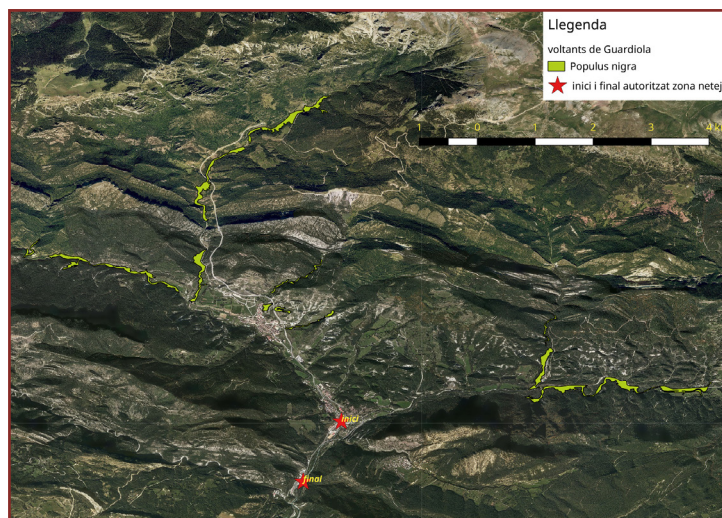 Llegenda
voltants de Guardiola
Populus nigra
inici i final autoritzat zona netej
1 0 1 2 3 4
inici
final